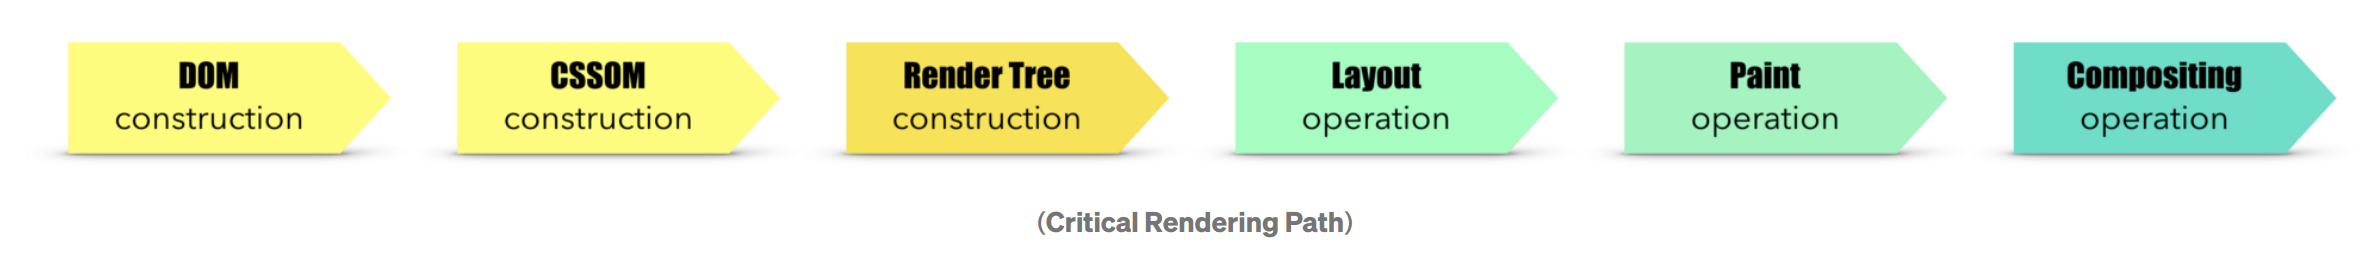 DOM
construction
CSSOM
construction
Render Tree
construction
Layout
operation
Paint
operation
Compositing
operation
(Critical Rendering Path)